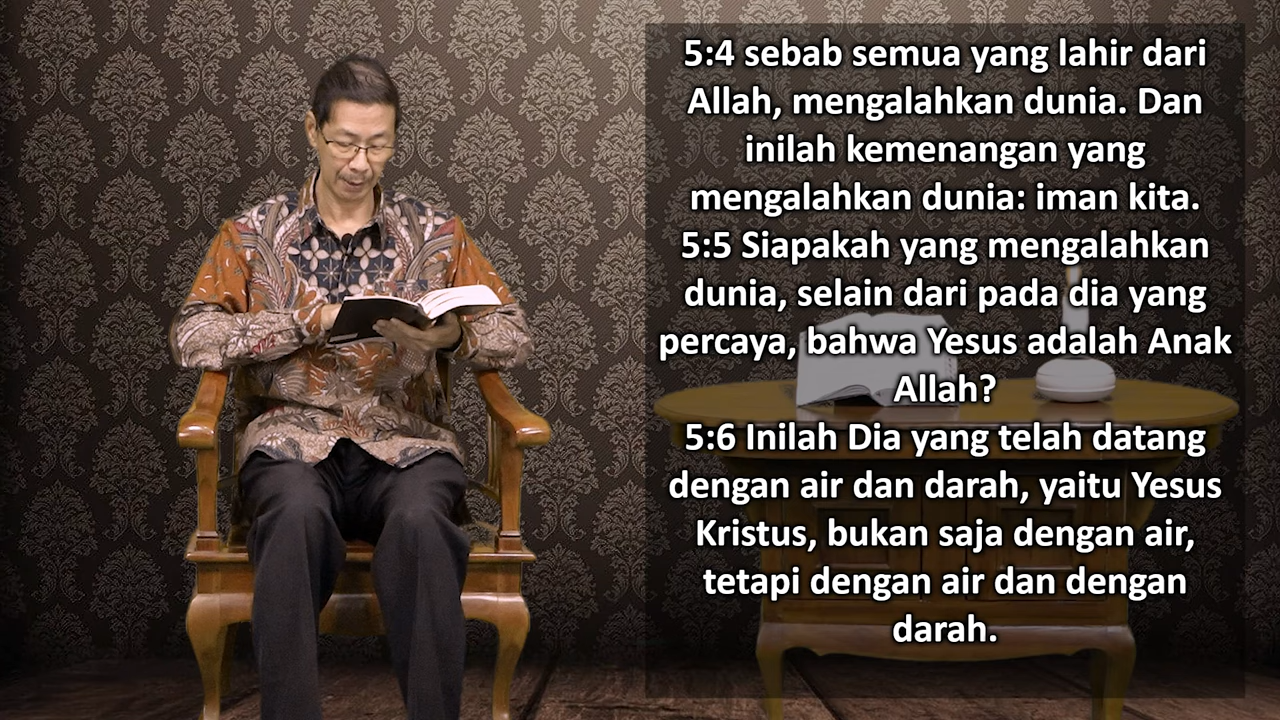 5:4 sebab semua yang lahir dari
Allah, mengalahkan dunia. Dan
inilah kemenangan yang
mengalahkan dunia: iman kita.
5:5 Siapakah yang mengalahkan
dunia, selain dari pada dia yang
percaya, bahwa Yesus adalah Anak
Allah?
5:6 Inilah Dia yang telah datang
dengan air dan darah, yaitu Yesus
Kristus, bukan saja dengan air,
tetapi dengan air dan dengan
darah.